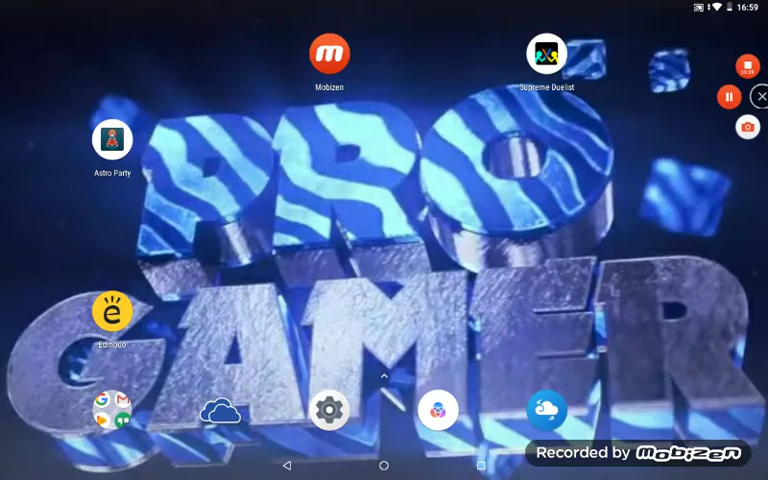 16:59
Mobizen
Supreme Duelist
Astro Party
PRO
GAMER
Edmodo
Recorded by mobizen